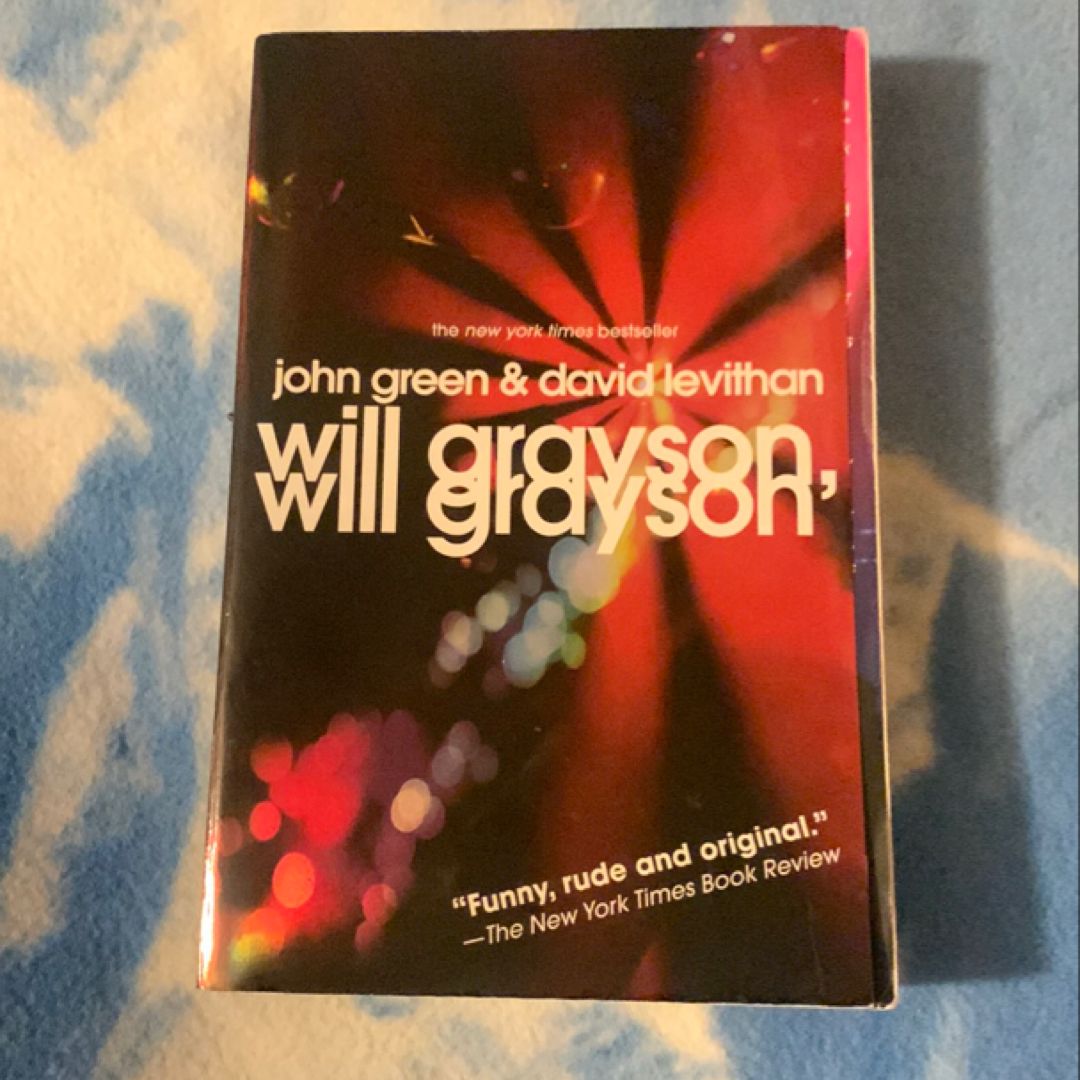 the new york times bestseller
john green & david levithan
will grayson,
will grayson
“Funny, rude and original.”
—The New York Times Book Review